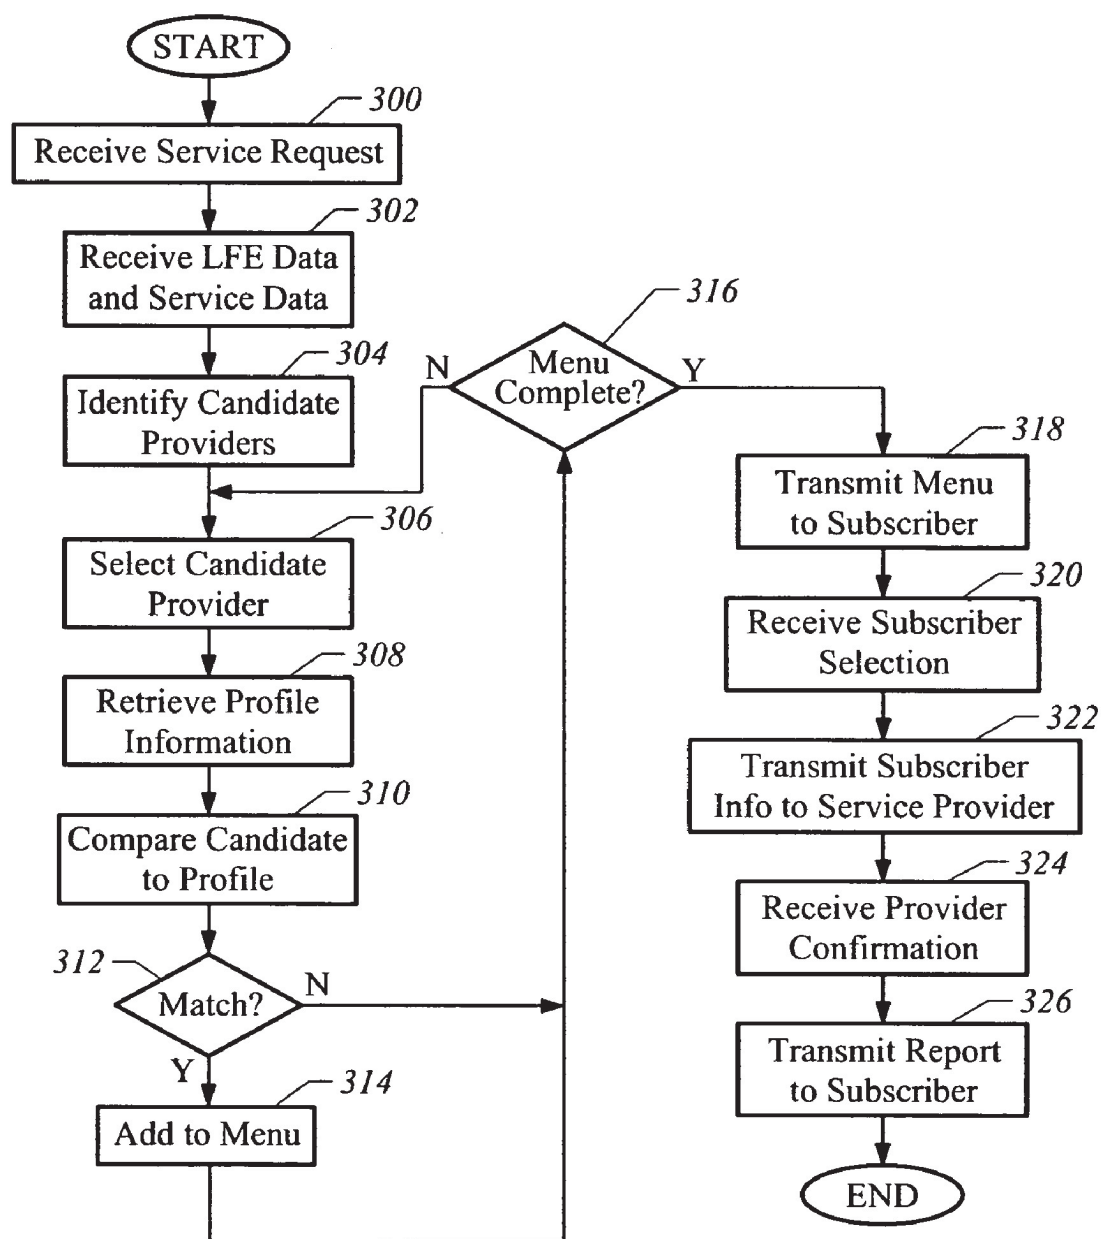 START
300
Receive Service Request
302
Receive LFE Data
and Service Data
304
Identify Candidate
Providers
306
Select Candidate
Provider
308
Retrieve Profile
Information
310
Compare Candidate
to Profile
312
Match?
N
Y
314
Add to Menu
316
Menu
Complete?
N
Y
318
Transmit Menu
to Subscriber
320
Receive Subscriber
Selection
322
Transmit Subscriber
Info to Service Provider
324
Receive Provider
Confirmation
326
Transmit Report
to Subscriber
END